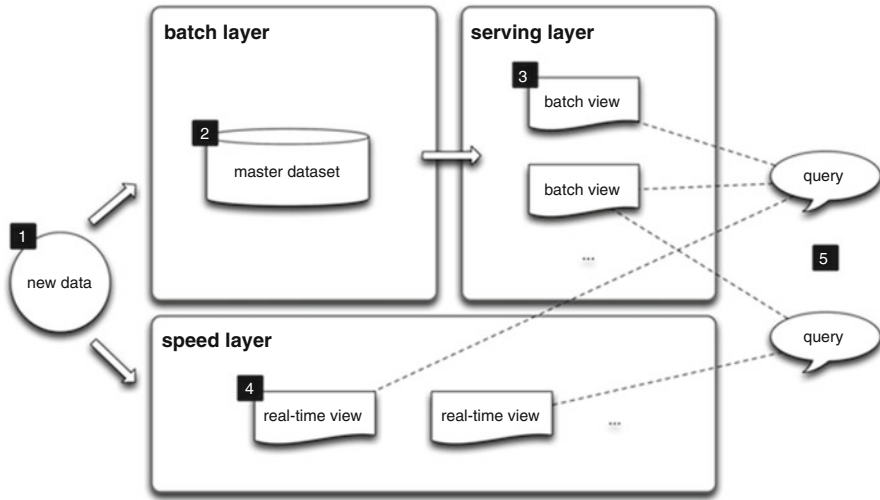 batch layer
2
master dataset
serving layer
3
batch view
batch view
...
1
new data
speed layer
4
real-time view
real-time view
...
query
5
query